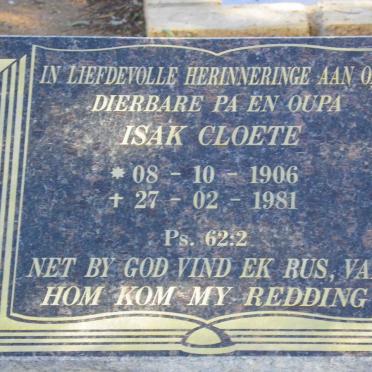 IN LIEFDEVOLLE HERINNERINGE AAN
DIERBARE PA EN OUPA
ISAK CLOETE
* 08 - 10 - 1906
† 27 - 02 - 1981
Ps. 62:2
NET BY GOD VIND EK RUS, VA
HOM KOM MY REDDING